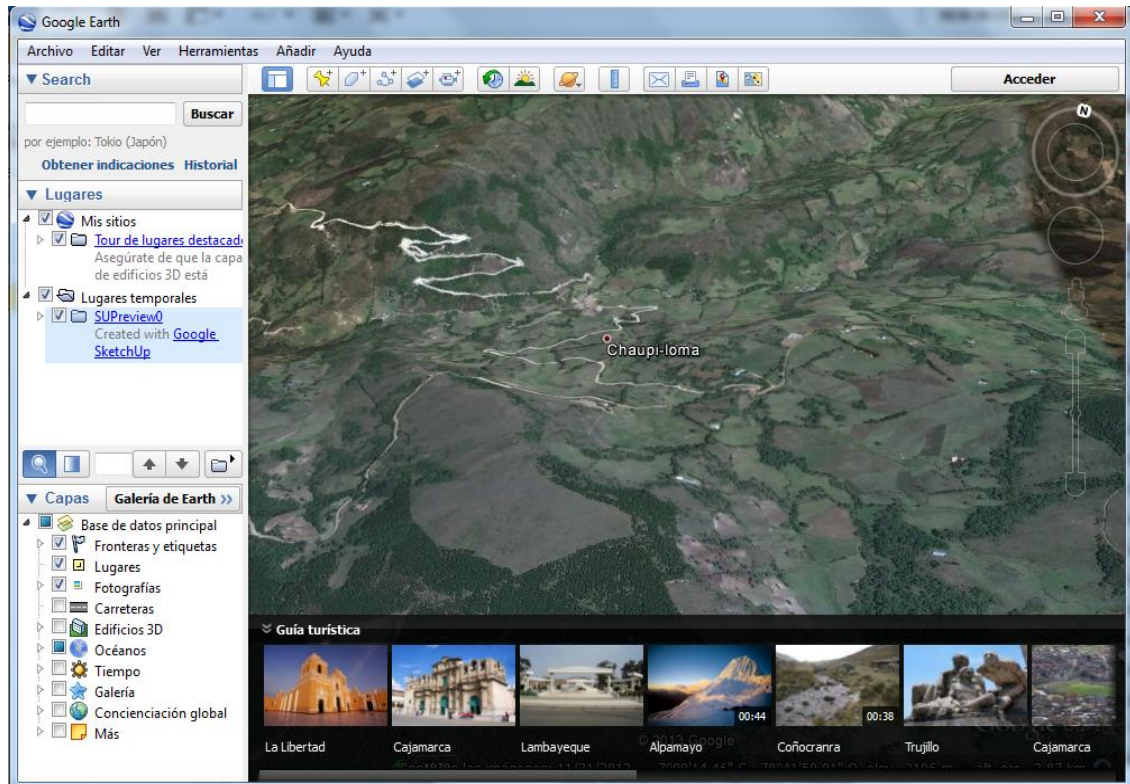 Google Earth
Archivo Editar Ver Herramientas Añadir Ayuda
Search
Buscar
por ejemplo: Tokio (Japón)
Obtener indicaciones Historial
Lugares
Mis sitios
Tour de lugares destacad
Asegúrate de que la capa
de edificios 3D está
Lugares temporales
SUPreview0
Created with Google
SketchUp
Capas Galería de Earth >>
Base de datos principal
Fronteras y etiquetas
Lugares
Fotografías
Carreteras
Edificios 3D
Océanos
Tiempo
Galería
Concienciación global
Más
Acceder
N
Chaupi-loma
Guía turística
00:44
00:38
La Libertad Cajamarca Lambayeque Alpamayo Coñocranra Trujillo Cajamarca
© 2013 Google